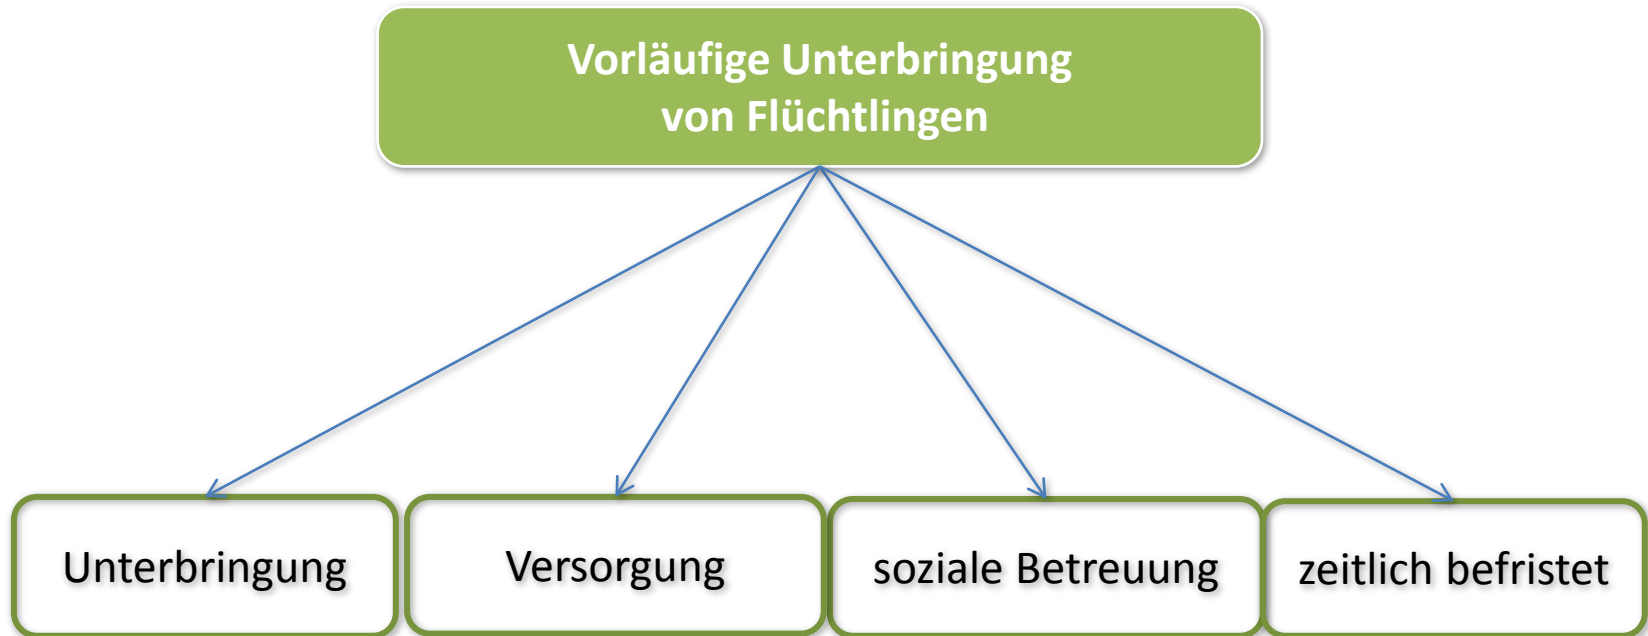 Vorläufige Unterbringung
von Flüchtlingen
Unterbringung
Versorgung
soziale Betreuung
zeitlich befristet